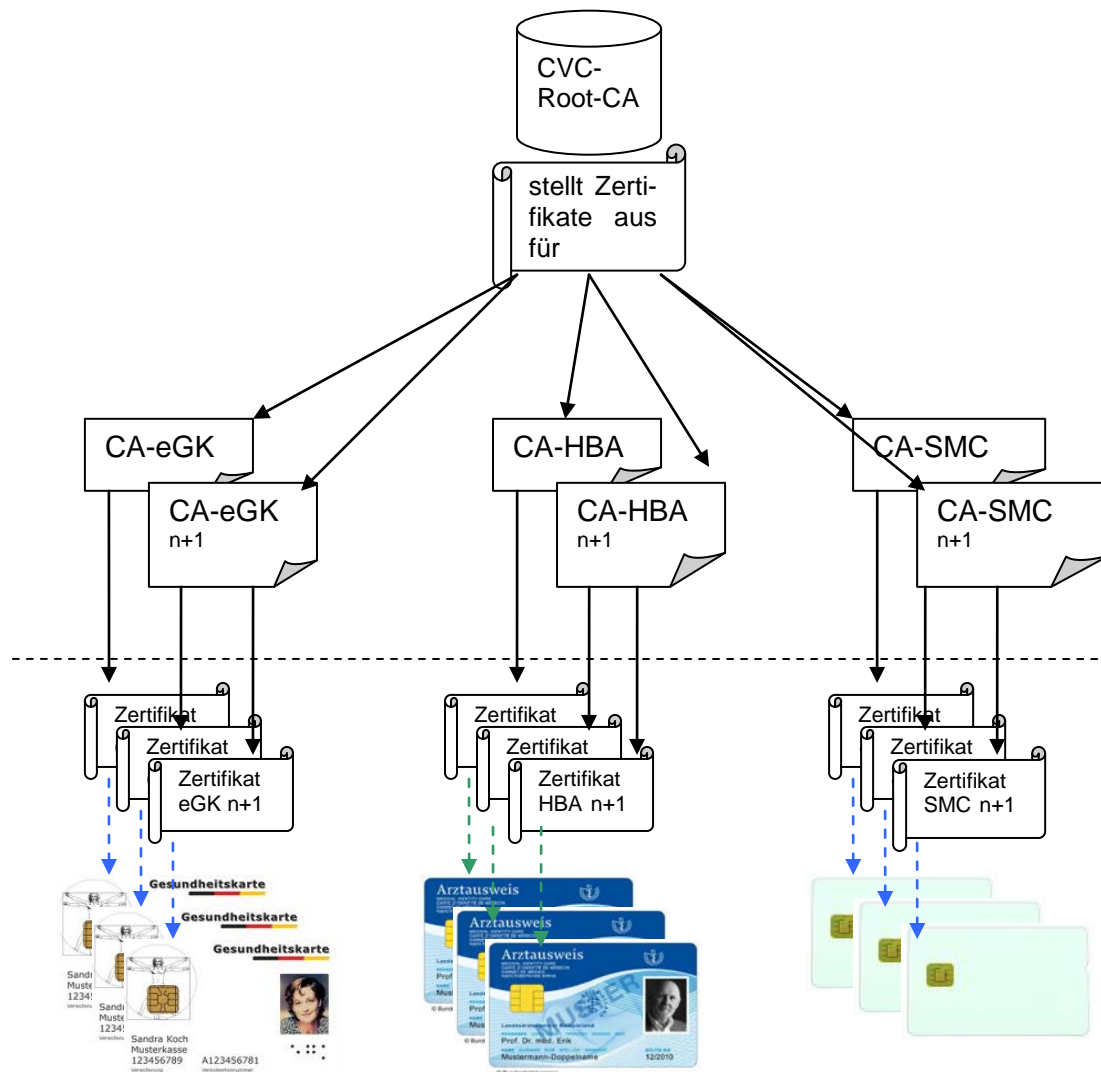 CVC-
Root-CA
stellt Zerti-
fikate aus
für
CA-eGK
CA-eGK
n+1
CA-HBA
CA-HBA
n+1
CA-SMC
CA-SMC
n+1
Zertifikat
Zertifikat
Zertifikat
eGK n+1
Zertifikat
Zertifikat
Zertifikat
HBA n+1
Zertifikat
Zertifikat
Zertifikat
SMC n+1
Gesundheitskarte
Gesundheitskarte
Gesundheitskarte
Sandra Koch
Musterkasse
123456789
Versicherung
A123456781
Versichertennummer
Arztausweis
Arztausweis
Arztausweis
MUSTER
Prof. Dr. med. Erik
Mustermann-Doppelname
12/2010